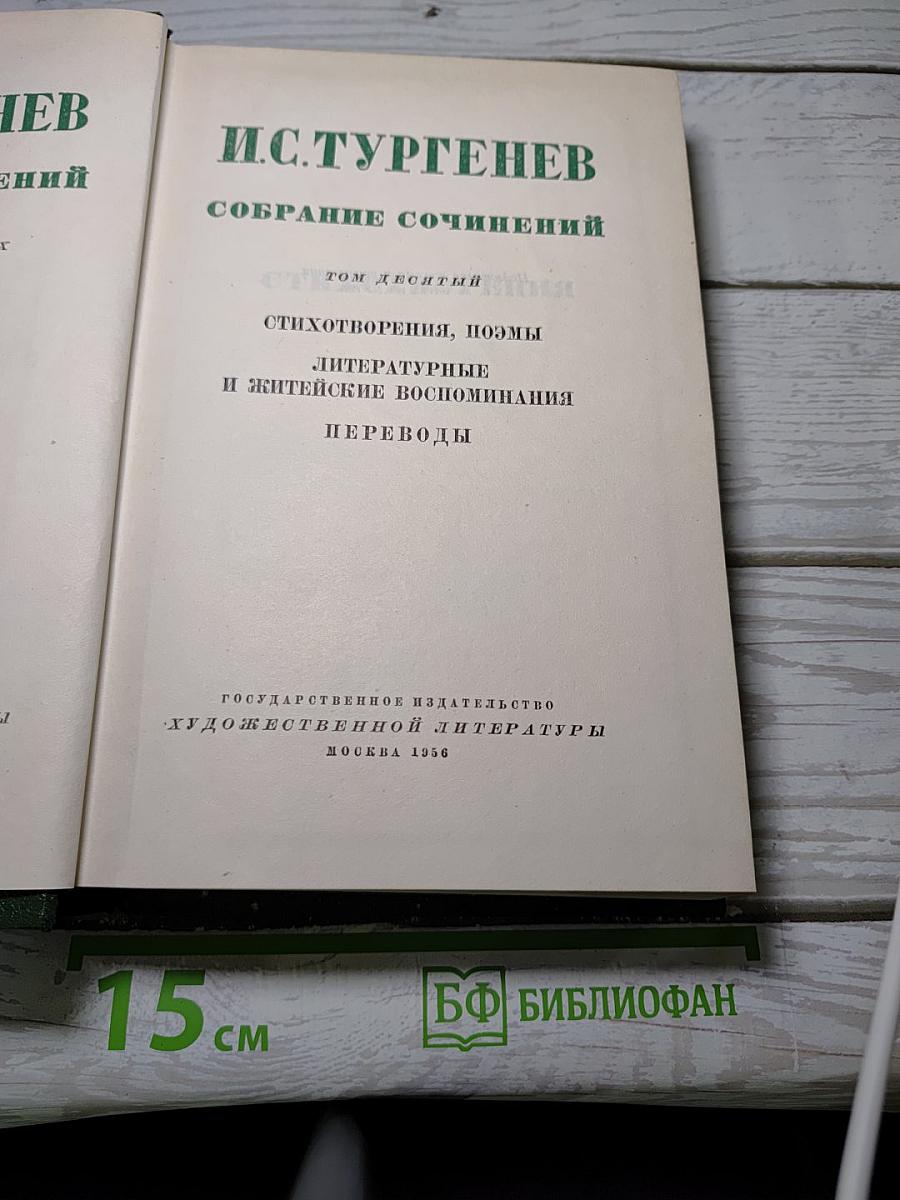 И.С.ТУРГЕНЕВ
СОБРАНИЕ СОЧИНЕНИЙ
ТОМ ДЕСЯТЫЙ
СТИХОТВОРЕНИЯ, ПОЭМЫ
ЛИТЕРАТУРНЫЕ
И ЖИТЕЙСКИЕ ВОСПОМИНАНИЯ
ПЕРЕВОДЫ
ГОСУДАРСТВЕННОЕ ИЗДАТЕЛЬСТВО
ХУДОЖЕСТВЕННОЙ ЛИТЕРАТУРЫ
МОСКВА 1956
15 см
БФ БИБЛИОФАН